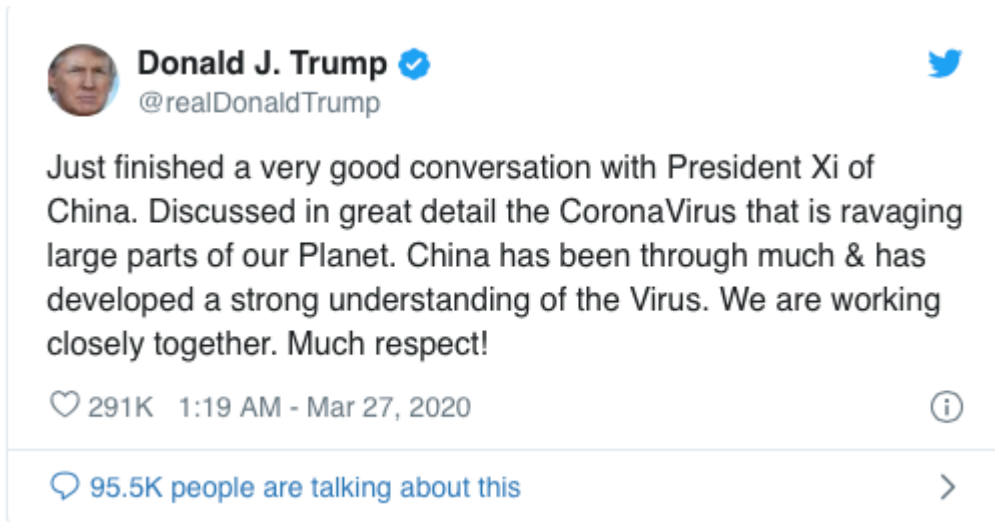 Donald J. Trump
@realDonaldTrump
Just finished a very good conversation with President Xi of
China. Discussed in great detail the CoronaVirus that is ravaging
large parts of our Planet. China has been through much & has
developed a strong understanding of the Virus. We are working
closely together. Much respect!
291K 1:19 AM - Mar 27, 2020
95.5K people are talking about this